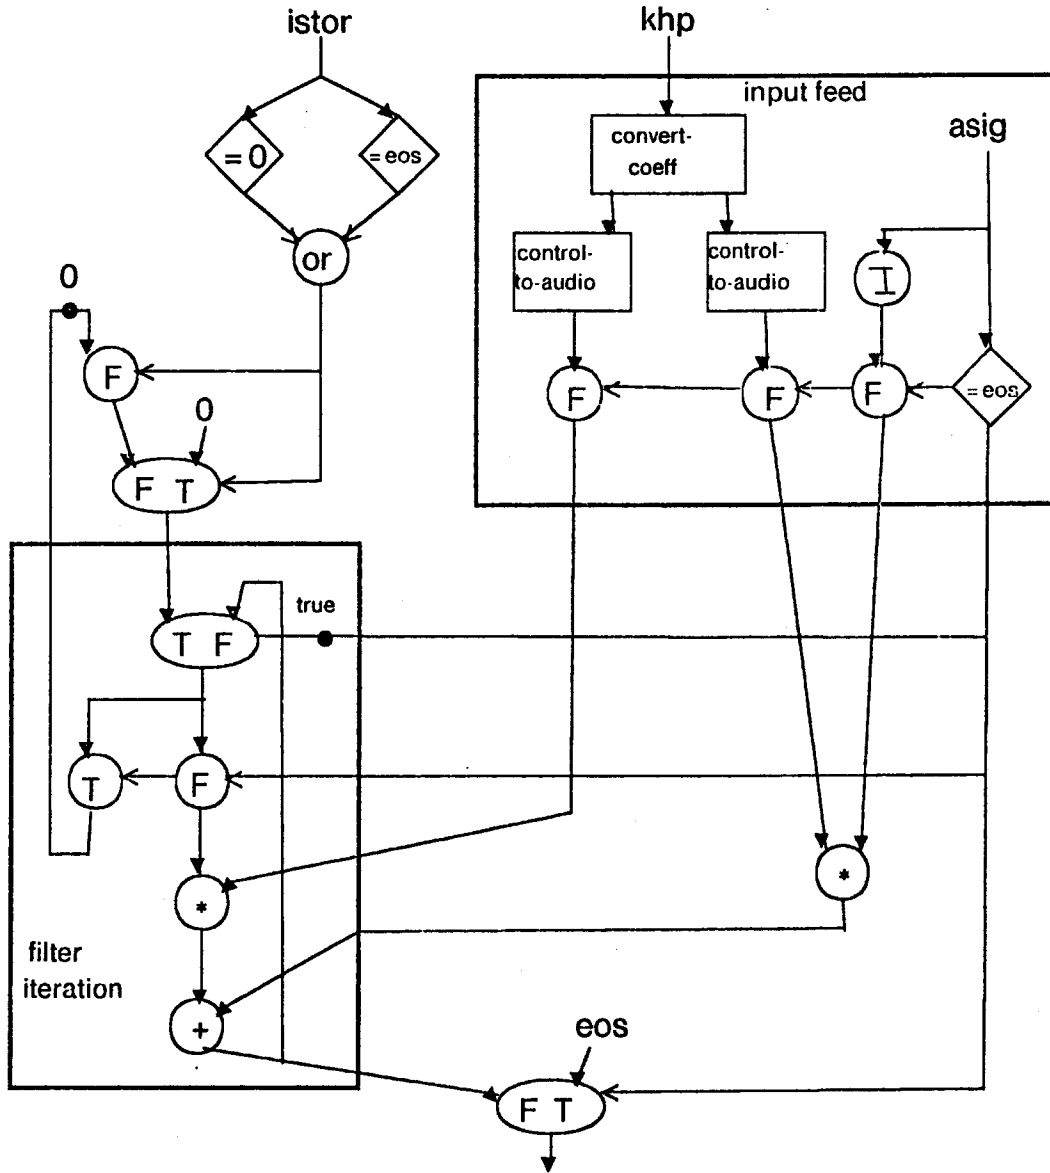 istor
khp
input feed
asig
convert-
coeff
= 0
= eos
or
control-
to-audio
control-
to-audio
I
0
F
F
F
F
= eos
0
F T
true
T F
T
F
*
*
filter
iteration
+
eos
F T